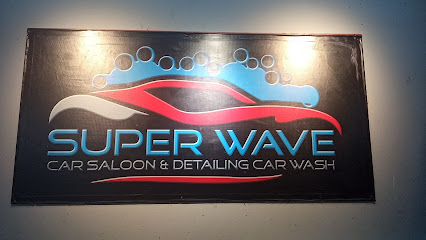 SUPER WAVE
CAR SALOON & DETAILING CAR WASH